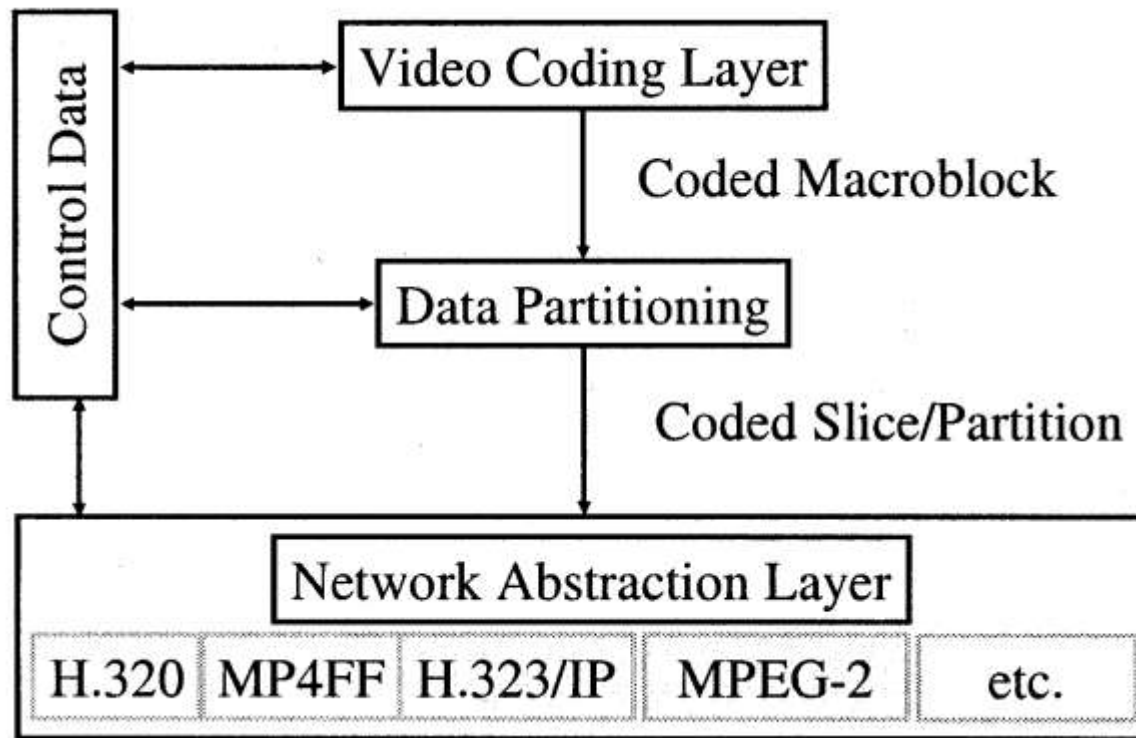 Control Data
Video Coding Layer
Coded Macroblock
Data Partitioning
Coded Slice/Partition
Network Abstraction Layer
H.320 MP4FF H.323/IP MPEG-2 etc.